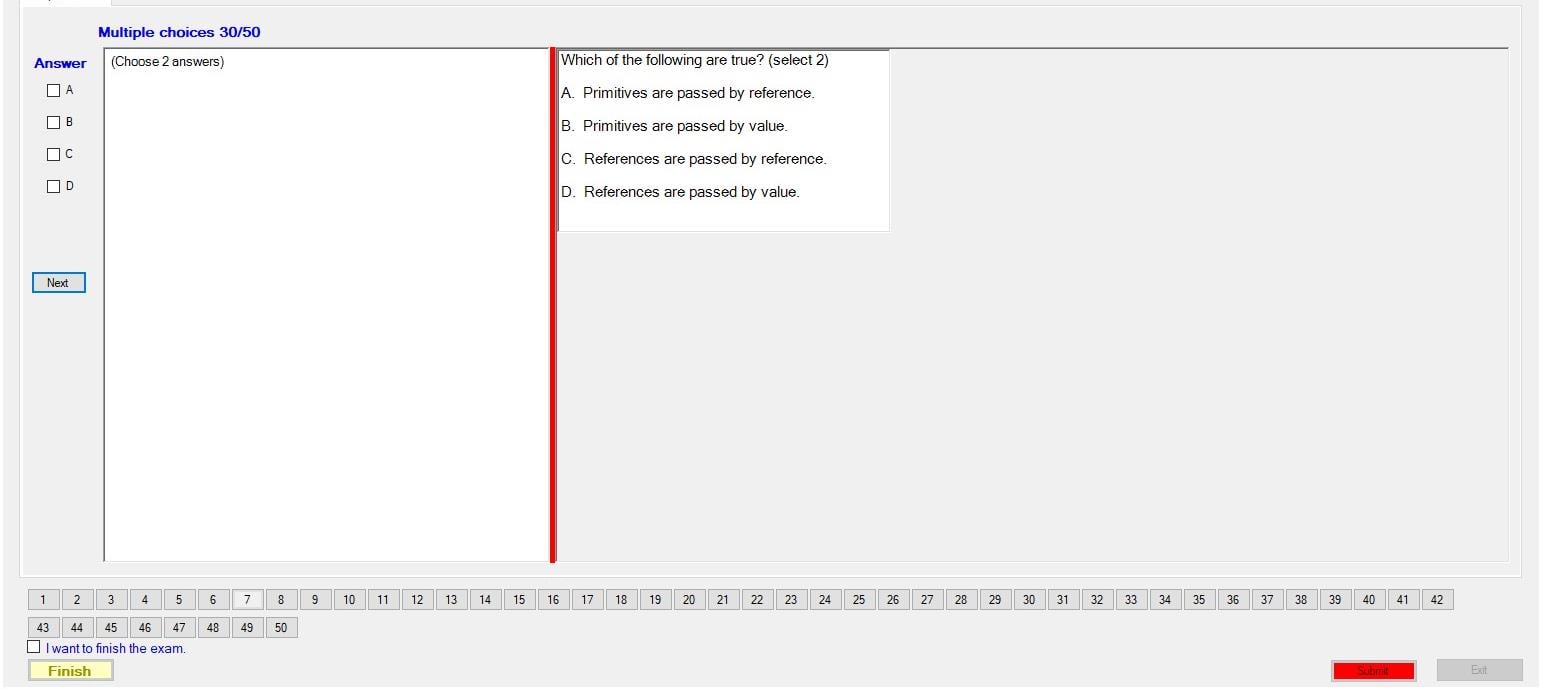 Multiple choices 30/50
Answer
(Choose 2 answers)
A
B
C
D
Next
Which of the following are true? (select 2)
A. Primitives are passed by reference.
B. Primitives are passed by value.
C. References are passed by reference.
D. References are passed by value.
1 2 3 4 5 6 7 8 9 10 11 12 13 14 15 16 17 18 19 20 21 22 23 24 25 26 27 28 29 30 31 32 33 34 35 36 37 38 39 40 41 42
43 44 45 46 47 48 49 50
I want to finish the exam.
Finish
Submit
Exit